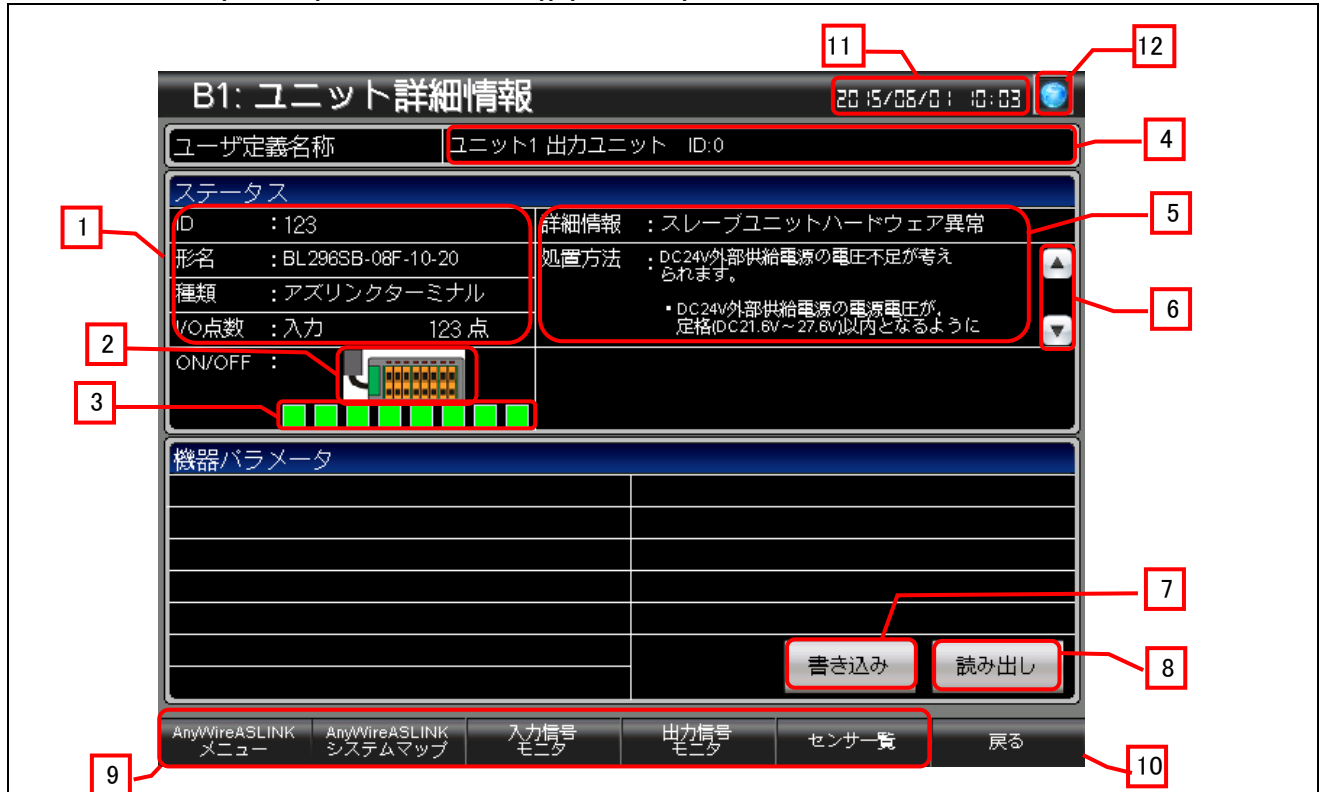 11
12
B1: ユニット詳細情報
2015/06/01 10:03
ユーザ定義名称
ユニット1 出力ユニット ID:0
4
ステータス
1
ID :123
詳細情報 :スレーブユニットハードウェア異常
5
形名 :BL296SB-08F-10-20
処置方法 :DC24V外部供給電源の電圧不足が考え
られます。
種類 :アズリンクターミナル
・DC24V外部供給電源の電源電圧が、
6
I/O点数 :入力 123 点
定格(DC21.6V～27.6V)以内となるように
2
ON/OFF :
3
機器パラメータ
7
書き込み
読み出し
8
AnyWireASLINK
メニュー
AnyWireASLINK
システムマップ
入力信号
モニタ
出力信号
モニタ
センサ一覧
戻る
9
10